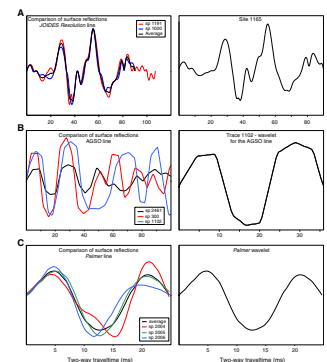 A
Comparison of surface reflections
JOIDES Resolution line
sp 1191
sp 1000
Average
20 40 60 80 100
Site 1165
20 40 60 80
B
Comparison of surface reflections
AGSO line
sp 2461
sp 300
sp 1102
20 40 60 80
Trace 1102 - wavelet
for the AGSO line
10 20 30
C
Comparison of surface reflections
Palmer line
average
sp 2004
sp 2005
sp 2006
5 10 15 20
Two-way traveltime (ms)
Palmer wavelet
5 10 15 20
Two-way traveltime (ms)